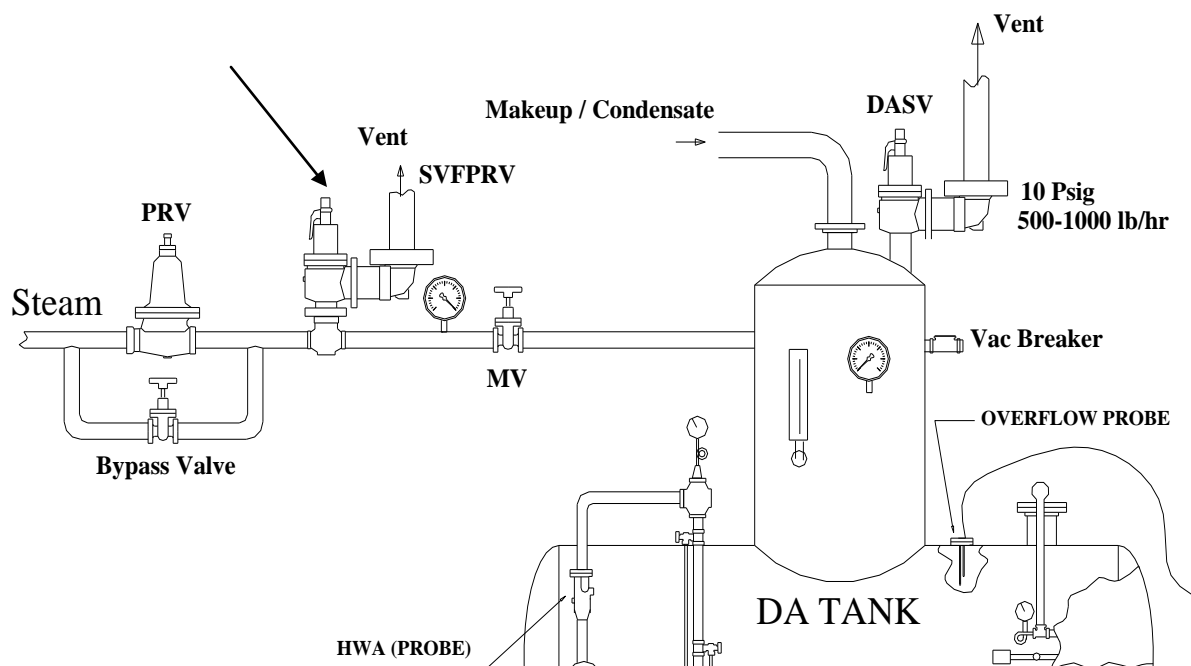 Vent
Makeup / Condensate
DASV
Vent
SVFPRV
10 Psig
500-1000 lb/hr
PRV
Steam
Vac Breaker
MV
OVERFLOW PROBE
Bypass Valve
DA TANK
HWA (PROBE)